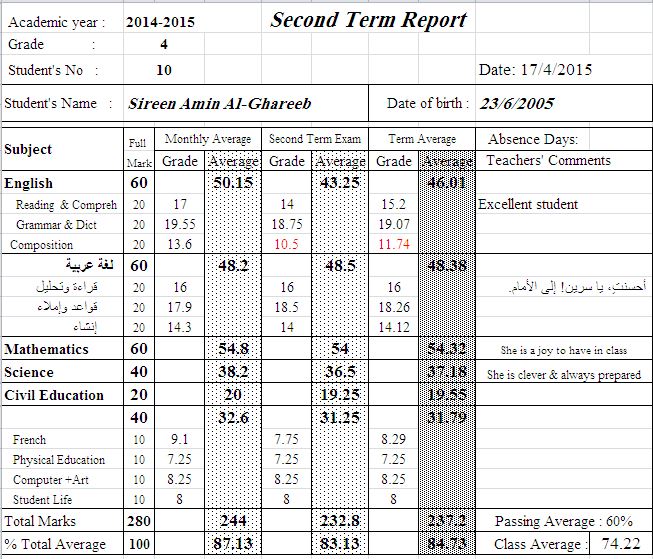 Academic year : 2014-2015 Second Term Report
Grade : 4
Student's No : 10 Date: 17/4/2015
Student's Name : Sireen Amin Al-Ghareeb Date of birth : 23/6/2005
Subject Full Mark Monthly Average Second Term Exam Term Average Absence Days:
Grade Average Grade Average Grade Average Teachers' Comments
English 60 50.15 43.25 46.01
Reading & Compreh 20 17 14 15.2 Excellent student
Grammar & Dict 20 19.55 18.75 19.07
Composition 20 13.6 10.5 11.74
لغة عربية 60 48.2 48.5 48.38
قراءة وتحليل 20 16 16 16 أحسنتِ، يا سرين! إلى الأمام.
قواعد وإملاء 20 17.9 18.5 18.26
إنشاء 20 14.3 14 14.12
Mathematics 60 54.8 54 54.32 She is a joy to have in class
Science 40 38.2 36.5 37.18 She is clever & always prepared
Civil Education 20 20 19.25 19.55
40 32.6 31.25 31.79
French 10 9.1 7.75 8.29
Physical Education 10 7.25 7.25 7.25
Computer +Art 10 8.25 8.25 8.25
Student Life 10 8 8 8
Total Marks 280 244 232.8 237.2 Passing Average : 60%
% Total Average 100 87.13 83.13 84.73 Class Average : 74.22